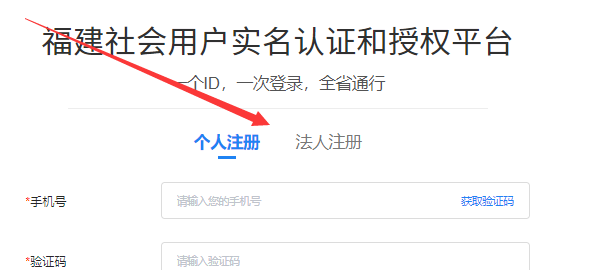 福建社会用户实名认证和授权平台
一个ID，一次登录，全省通行
个人注册 法人注册
*手机号 请输入您的手机号 获取验证码
*验证码 请输入验证码